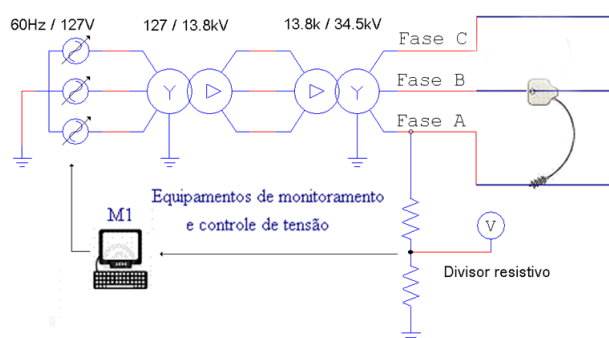 60Hz / 127V
127 / 13.8kV
13.8k / 34.5kV
Fase C
Fase B
Fase A
Equipamentos de monitoramento
e controle de tensão
M1
V
Divisor resistivo
Y
Y